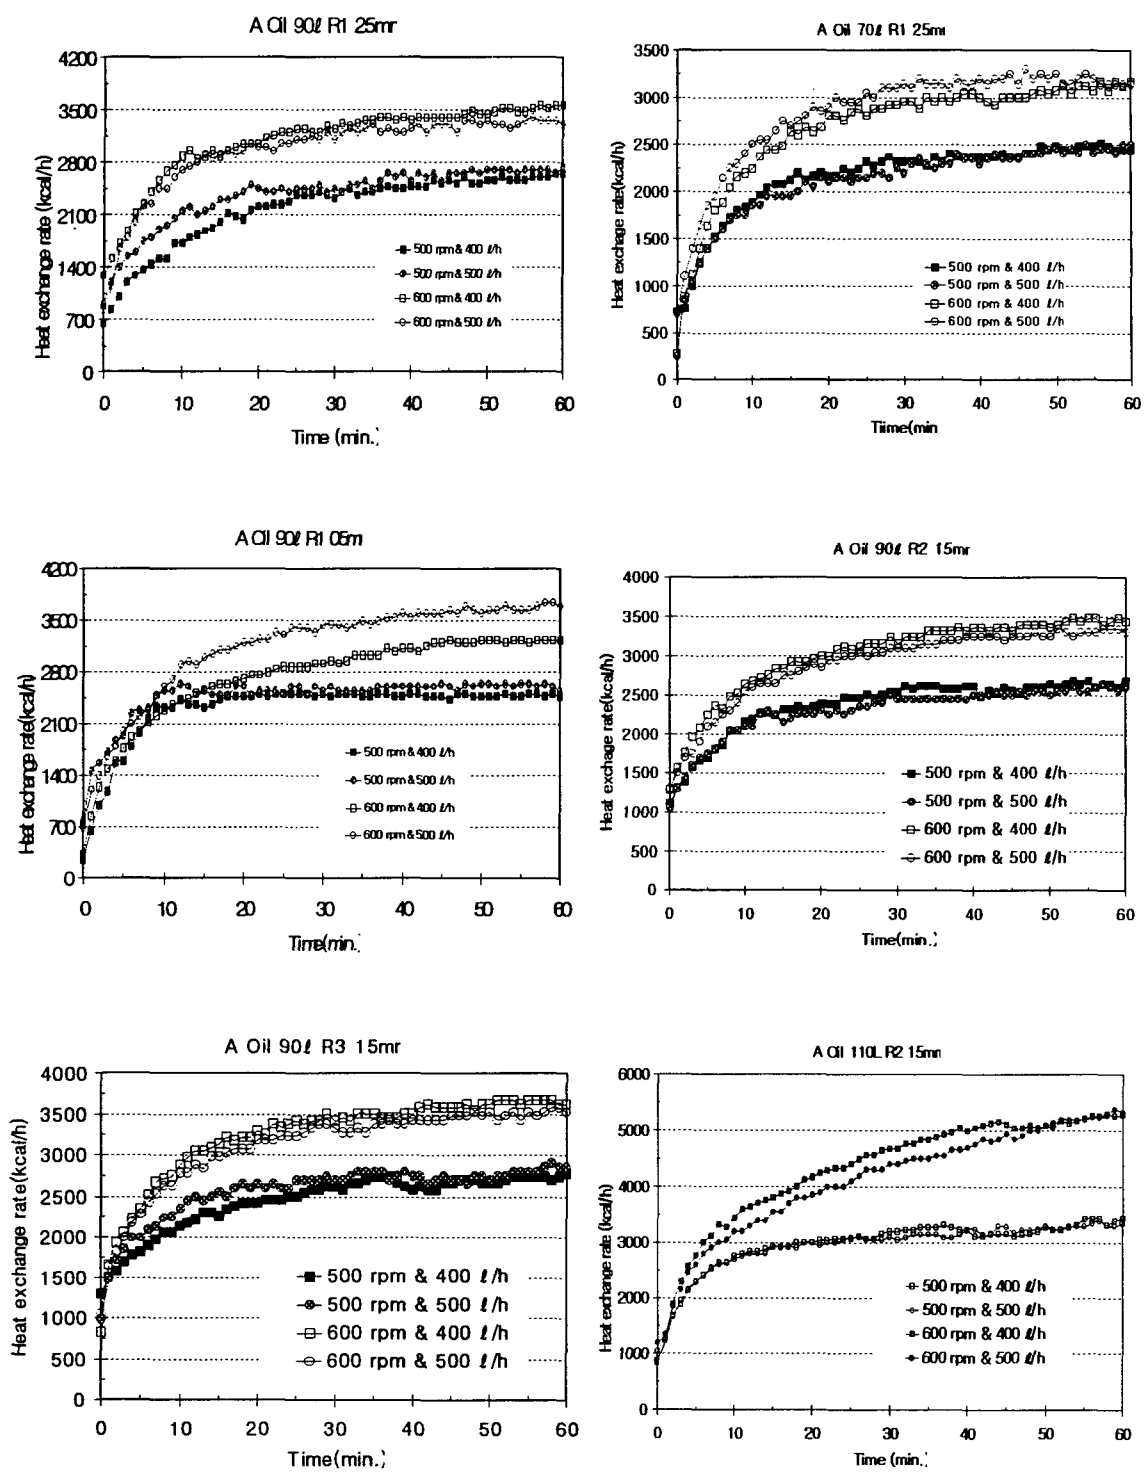 A Oil 90ℓ R1 25mr
4200
3500
2800
2100
1400
700
0
Heat exchange rate (kcal/h)
500 rpm & 400 ℓ/h
500 rpm & 500 ℓ/h
600 rpm & 400 ℓ/h
600 rpm & 500 ℓ/h
0 10 20 30 40 50 60
Time (min.)
A Oil 70ℓ R1 25mr
3500
3000
2500
2000
1500
1000
500
0
Heat exchage rate(kcal/h)
500 rpm & 400 ℓ/h
500 rpm & 500 ℓ/h
600 rpm & 400 ℓ/h
600 rpm & 500 ℓ/h
0 10 20 30 40 50 60
Tiime(min
A Oil 90ℓ R1 05m
4200
3500
2800
2100
1400
700
0
Heat exchange rate(kcal/h)
500 rpm & 400 ℓ/h
500 rpm & 500 ℓ/h
600 rpm & 400 ℓ/h
600 rpm & 500 ℓ/h
0 10 20 30 40 50 60
Time(min.)
A Oil 90ℓ R2 15mr
4000
3500
3000
2500
2000
1500
1000
500
0
Heat exchage rate(kcal/h)
500 rpm & 400 ℓ/h
500 rpm & 500 ℓ/h
600 rpm & 400 ℓ/h
600 rpm & 500 ℓ/h
0 10 20 30 40 50 60
Time(min.)
A Oil 90ℓ R3 15mr
4000
3500
3000
2500
2000
1500
1000
500
0
Heat exchange rate(kcal/h)
500 rpm & 400 ℓ/h
500 rpm & 500 ℓ/h
600 rpm & 400 ℓ/h
600 rpm & 500 ℓ/h
0 10 20 30 40 50 60
Time(min.)
A Oil 110L R2 15mr
6000
5000
4000
3000
2000
1000
0
Heat exchange rate (kcal/h)
500 rpm & 400 ℓ/h
500 rpm & 500 ℓ/h
600 rpm & 400 ℓ/h
600 rpm & 500 ℓ/h
0 10 20 30 40 50 60
Time (min.)